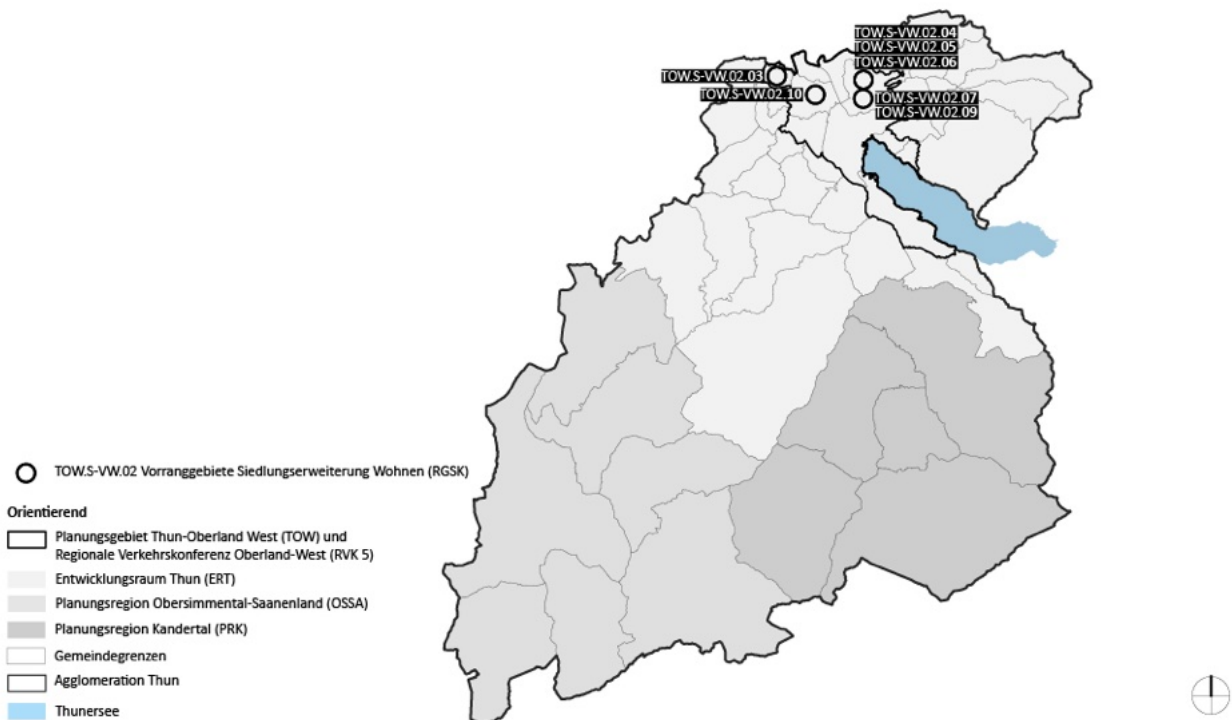 TOW.S-VW.02.04
TOW.S-VW.02.05
TOW.S-VW.02.06
TOW.S-VW.02.03
TOW.S-VW.02.10
TOW.S-VW.02.07
TOW.S-VW.02.09
TOW.S-VW.02 Vorranggebiete Siedlungserweiterung Wohnen (RGSK)
Orientierend
Planungsgebiet Thun-Oberland West (TOW) und
Regionale Verkehrskonferenz Oberland-West (RVK 5)
Entwicklungsraum Thun (ERT)
Planungsregion Obersimmental-Saanenland (OSSA)
Planungsregion Kandertal (PRK)
Gemeindegrenzen
Agglomeration Thun
Thunersee